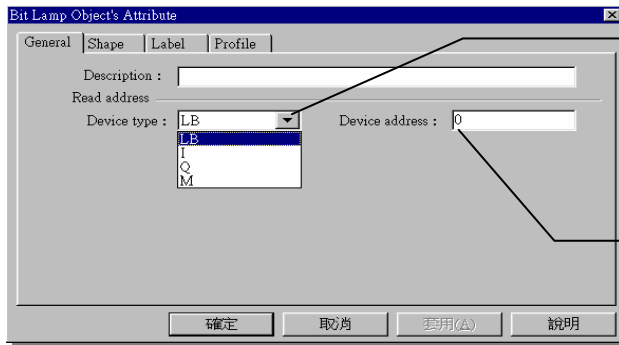 Bit Lamp Object's Attribute
General Shape Label Profile
Description :
Read address
Device type : LB Device address : 0
LB
I
Q
M
確定 取消 套用(A) 說明